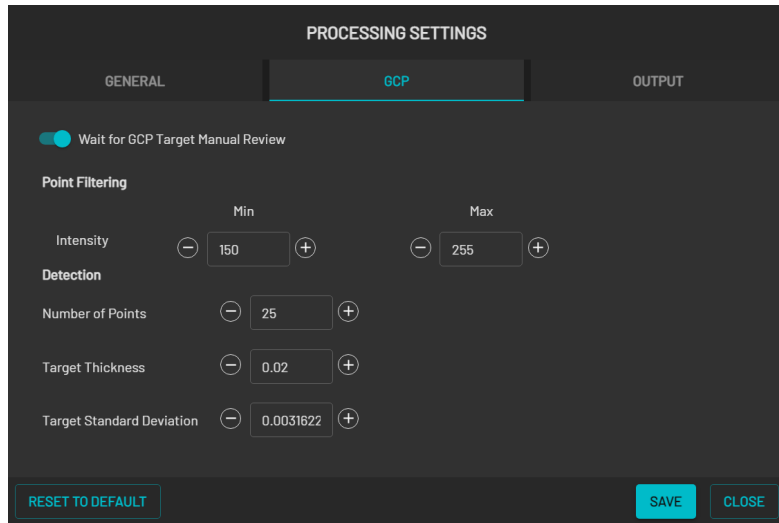 PROCESSING SETTINGS
GENERAL GCP OUTPUT
Wait for GCP Target Manual Review
Point Filtering
Min Max
Intensity 150 255
Detection
Number of Points 25
Target Thickness 0.02
Target Standard Deviation 0.0031622
RESET TO DEFAULT SAVE CLOSE